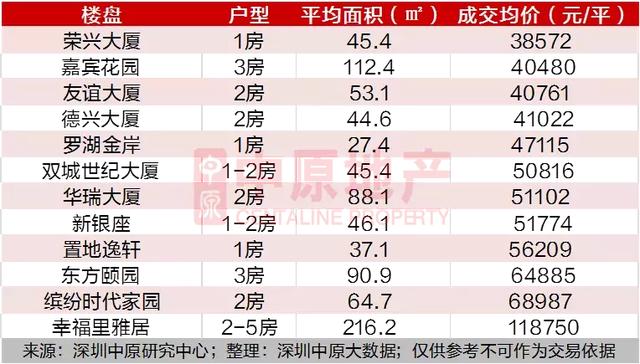 楼盘 户型 平均面积（㎡） 成交均价（元/平）
荣兴大厦 1房 45.4 38572
嘉宾花园 3房 112.4 40480
友谊大厦 2房 53.1 40761
德兴大厦 2房 44.6 41022
罗湖金岸 1房 27.4 47115
双城世纪大厦 1-2房 45.4 50816
华瑞大厦 2房 88.1 51102
新银座 1-2房 46.1 51774
置地逸轩 1房 37.1 56209
东方颐园 3房 90.9 64885
缤纷时代家园 2房 64.7 68987
幸福里雅居 2-5房 216.2 118750
来源：深圳中原研究中心；整理：深圳中原大数据；仅供参考不可作为交易依据
中原地产
CENTALINE PROPERTY
中原